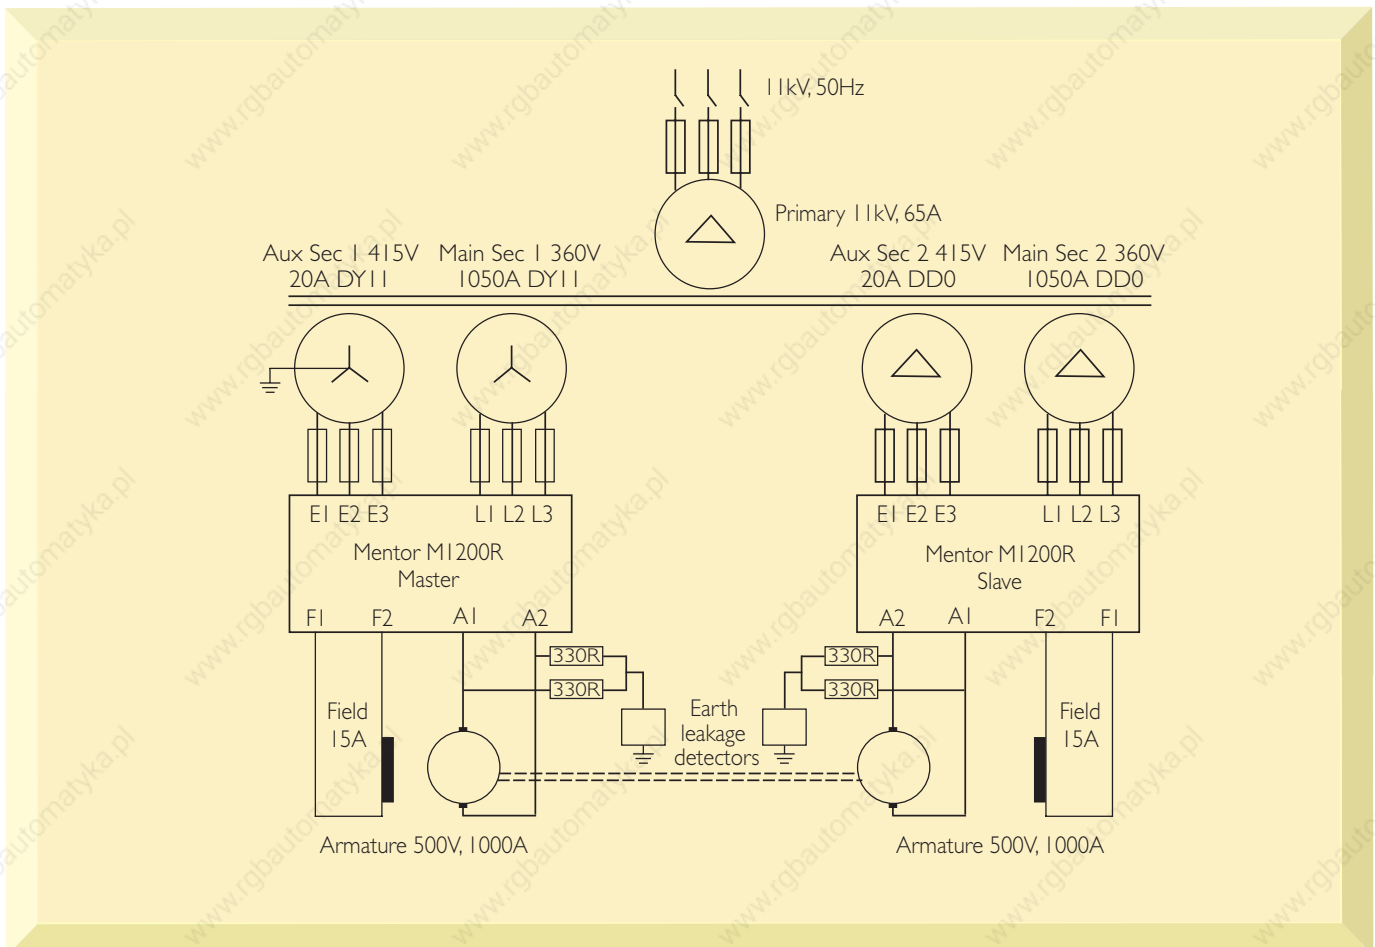 11kV, 50Hz
Primary 11kV, 65A
Aux Sec 1 415V
20A DY11
Main Sec 1 360V
1050A DY11
Aux Sec 2 415V
20A DD0
Main Sec 2 360V
1050A DD0
E1 E2 E3
L1 L2 L3
Mentor M1200R
Master
F1 F2 A1 A2
E1 E2 E3
L1 L2 L3
Mentor M1200R
Slave
A2 A1 F2 F1
330R
330R
330R
330R
Field
15A
Earth
leakage
detectors
Field
15A
Armature 500V, 1000A
Armature 500V, 1000A
www.rgbautomatyka.pl